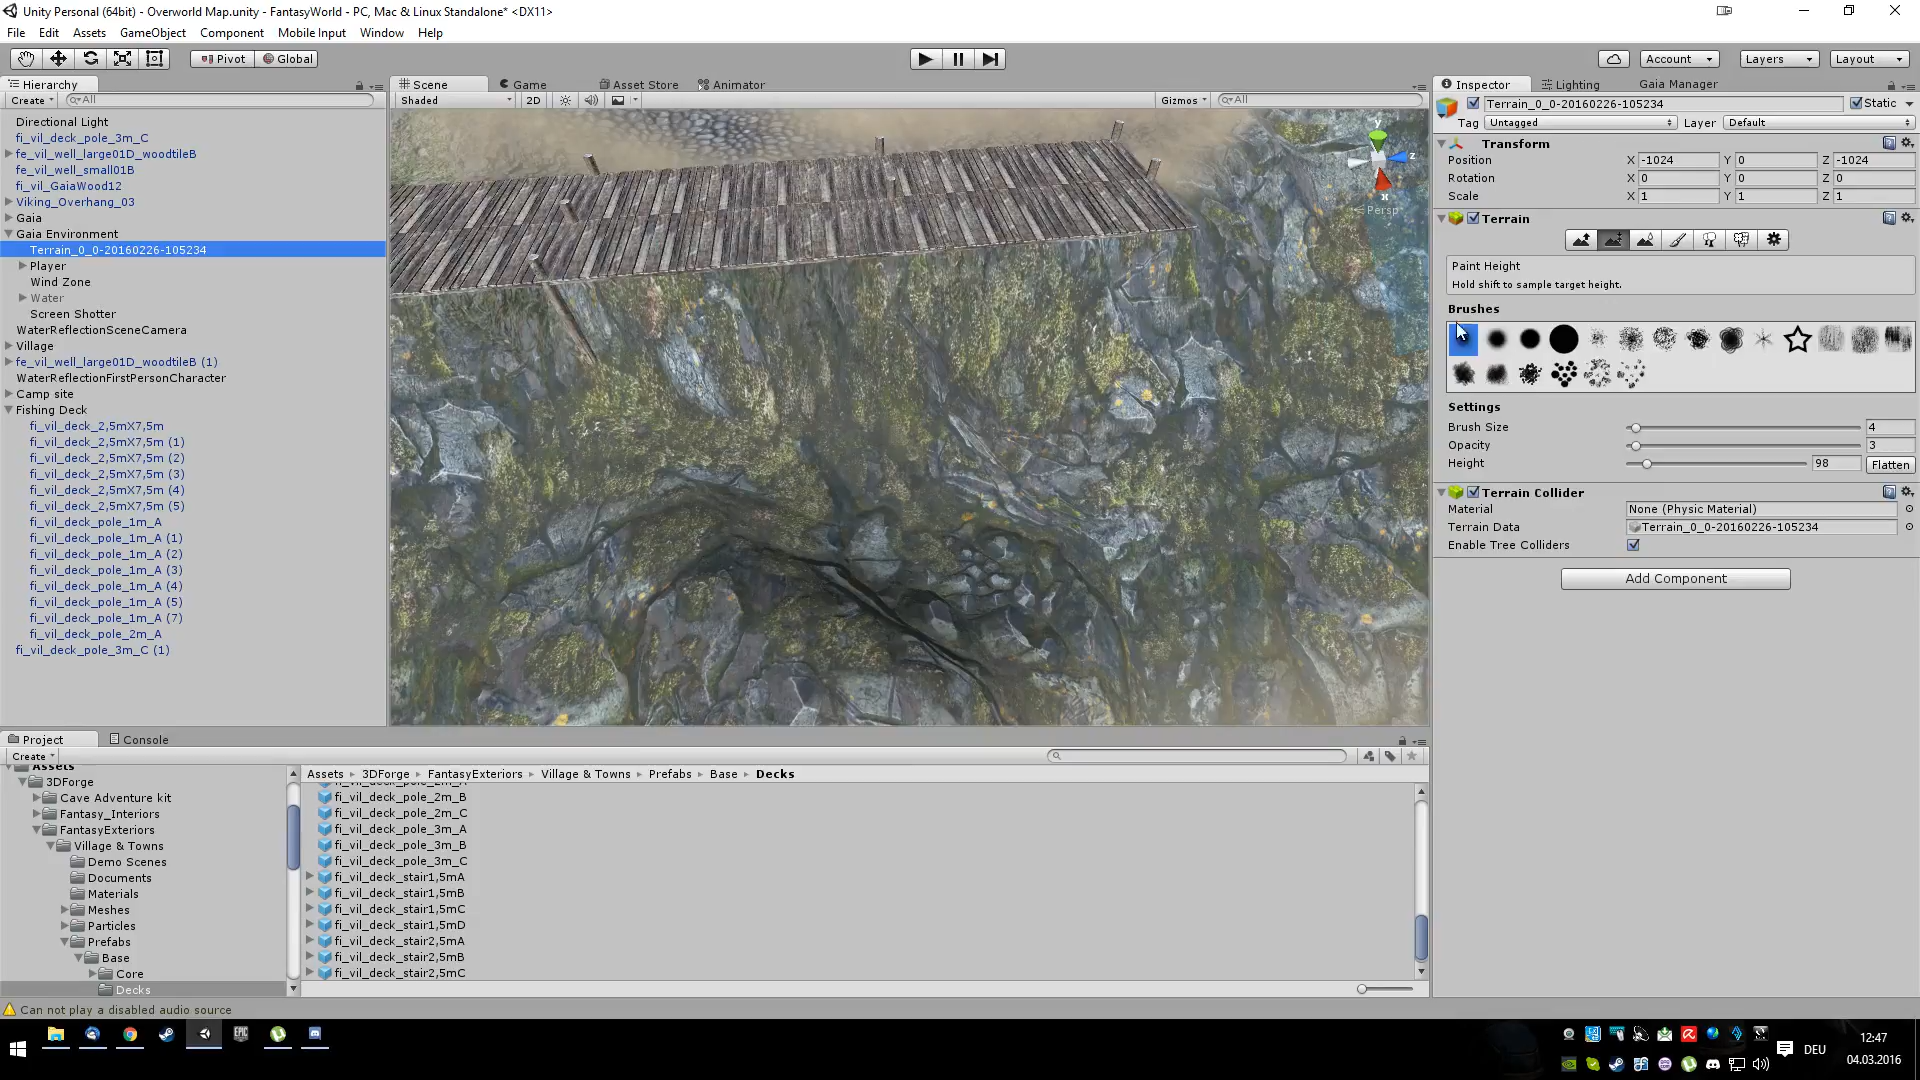 Unity Personal (64bit) - Overworld Map.unity - FantasyWorld - PC, Mac & Linux Standalone* <DX11>
File Edit Assets GameObject Component Mobile Input Window Help
Pivot Global Account Layers Layout
Hierarchy
Create All
Directional Light
fi_vil_deck_pole_3m_C
fe_vil_well_large01D_woodtileB
fe_vil_well_small01B
fi_vil_GaiaWood12
Viking_Overhang_03
Gaia
Gaia Environment
Terrain_0_0-20160226-105234
Player
Wind Zone
Water
Screen Shotter
WaterReflectionSceneCamera
Village
fe_vil_well_large01D_woodtileB (1)
WaterReflectionFirstPersonCharacter
Camp site
Fishing Deck
fi_vil_deck_2,5mX7,5m
fi_vil_deck_2,5mX7,5m (1)
fi_vil_deck_2,5mX7,5m (2)
fi_vil_deck_2,5mX7,5m (3)
fi_vil_deck_2,5mX7,5m (4)
fi_vil_deck_2,5mX7,5m (5)
fi_vil_deck_pole_1m_A
fi_vil_deck_pole_1m_A (1)
fi_vil_deck_pole_1m_A (2)
fi_vil_deck_pole_1m_A (3)
fi_vil_deck_pole_1m_A (4)
fi_vil_deck_pole_1m_A (5)
fi_vil_deck_pole_1m_A (7)
fi_vil_deck_pole_2m_A
fi_vil_deck_pole_3m_C (1)
Scene Game Asset Store Animator
Shaded 2D Gizmos All
y
z
x
Persp
Inspector Lighting Gaia Manager
Terrain_0_0-20160226-105234 Static
Tag Untagged Layer Default
Transform
Position X -1024 Y 0 Z -1024
Rotation X 0 Y 0 Z 0
Scale X 1 Y 1 Z 1
Terrain
Paint Height
Hold shift to sample target height.
Brushes
Settings
Brush Size 4
Opacity 3
Height 98 Flatten
Terrain Collider
Material None (Physic Material)
Terrain Data Terrain_0_0-20160226-105234
Enable Tree Colliders
Add Component
Project Console
Create
Assets
3DForge
Cave Adventure kit
Fantasy_Interiors
FantasyExteriors
Village & Towns
Demo Scenes
Documents
Materials
Meshes
Particles
Prefabs
Base
Core
Decks
Assets 3DForge FantasyExteriors Village & Towns Prefabs Base Decks
fi_vil_deck_pole_2m_A
fi_vil_deck_pole_2m_B
fi_vil_deck_pole_2m_C
fi_vil_deck_pole_3m_A
fi_vil_deck_pole_3m_B
fi_vil_deck_pole_3m_C
fi_vil_deck_stair1,5mA
fi_vil_deck_stair1,5mB
fi_vil_deck_stair1,5mC
fi_vil_deck_stair1,5mD
fi_vil_deck_stair2,5mA
fi_vil_deck_stair2,5mB
fi_vil_deck_stair2,5mC
Can not play a disabled audio source
EPIC
DEU
12:47
04.03.2016